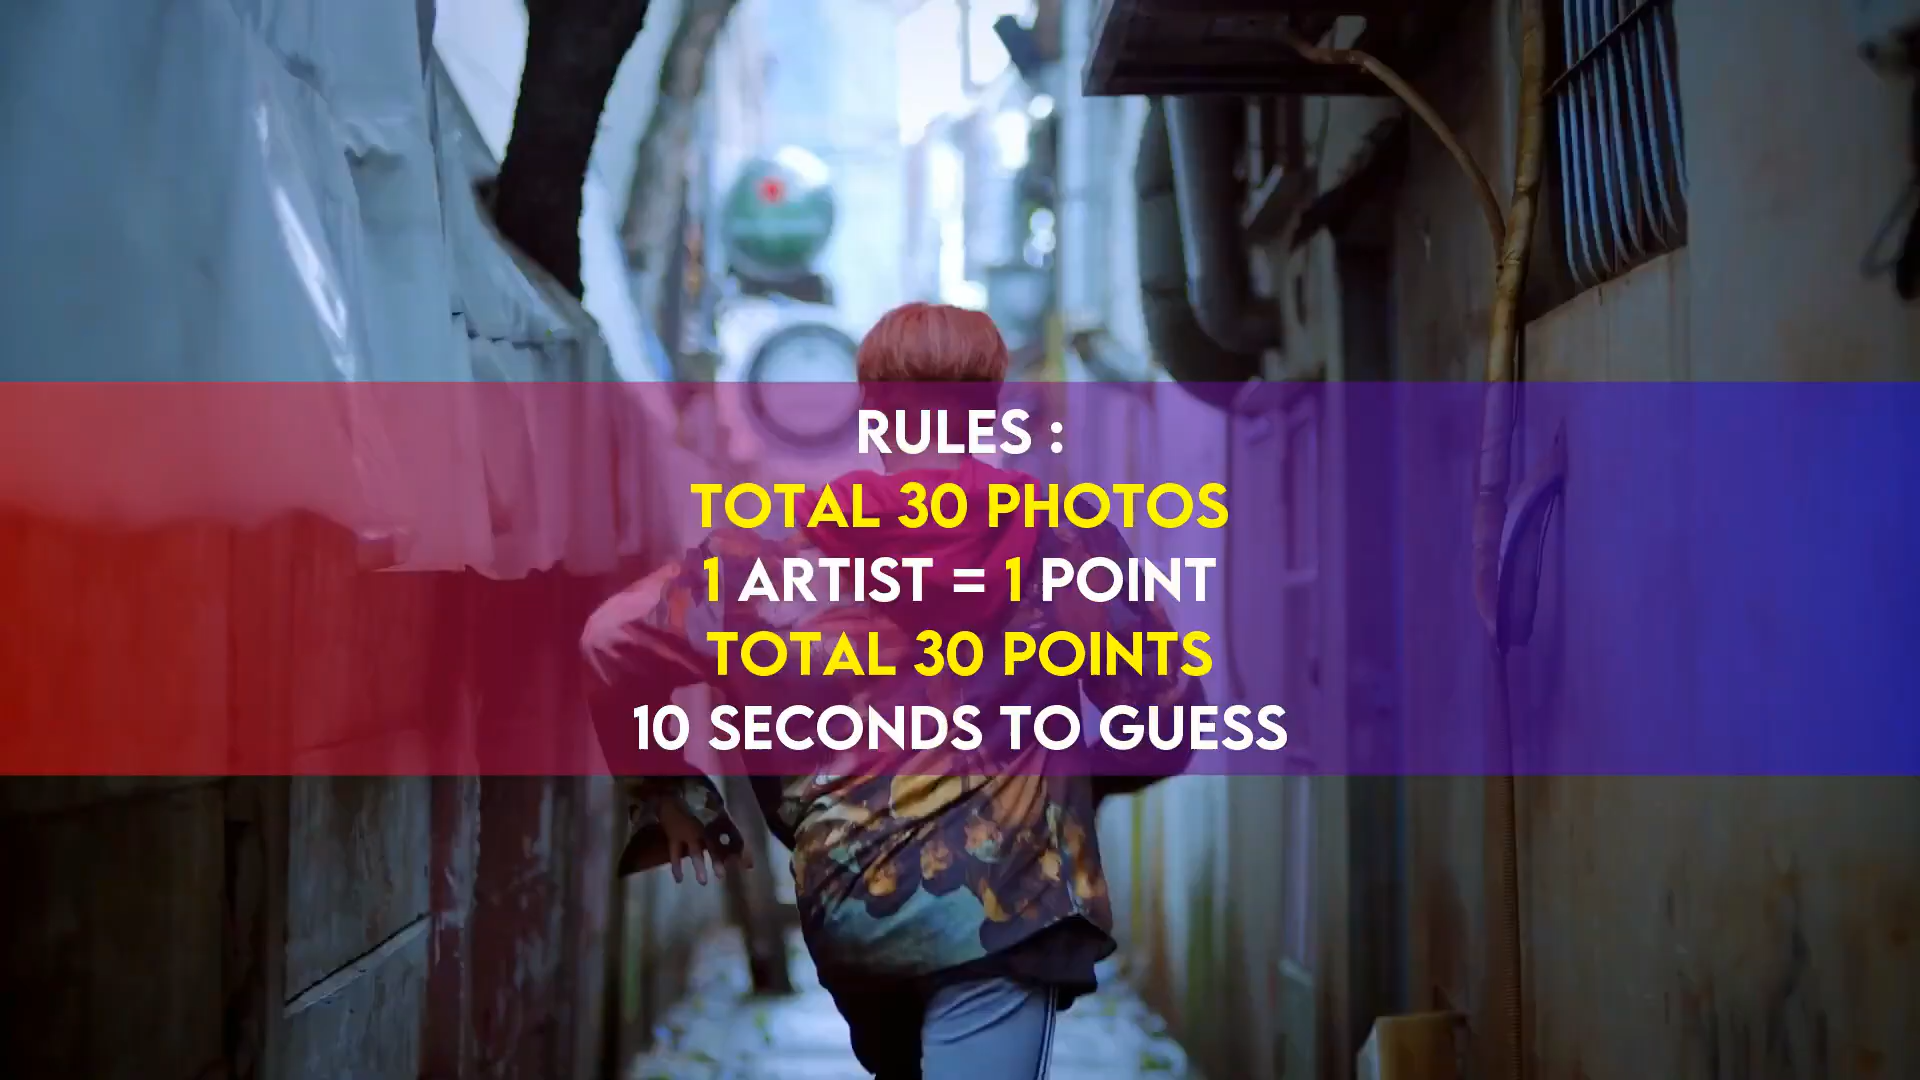 RULES :
TOTAL 30 PHOTOS
1 ARTIST = 1 POINT
TOTAL 30 POINTS
10 SECONDS TO GUESS